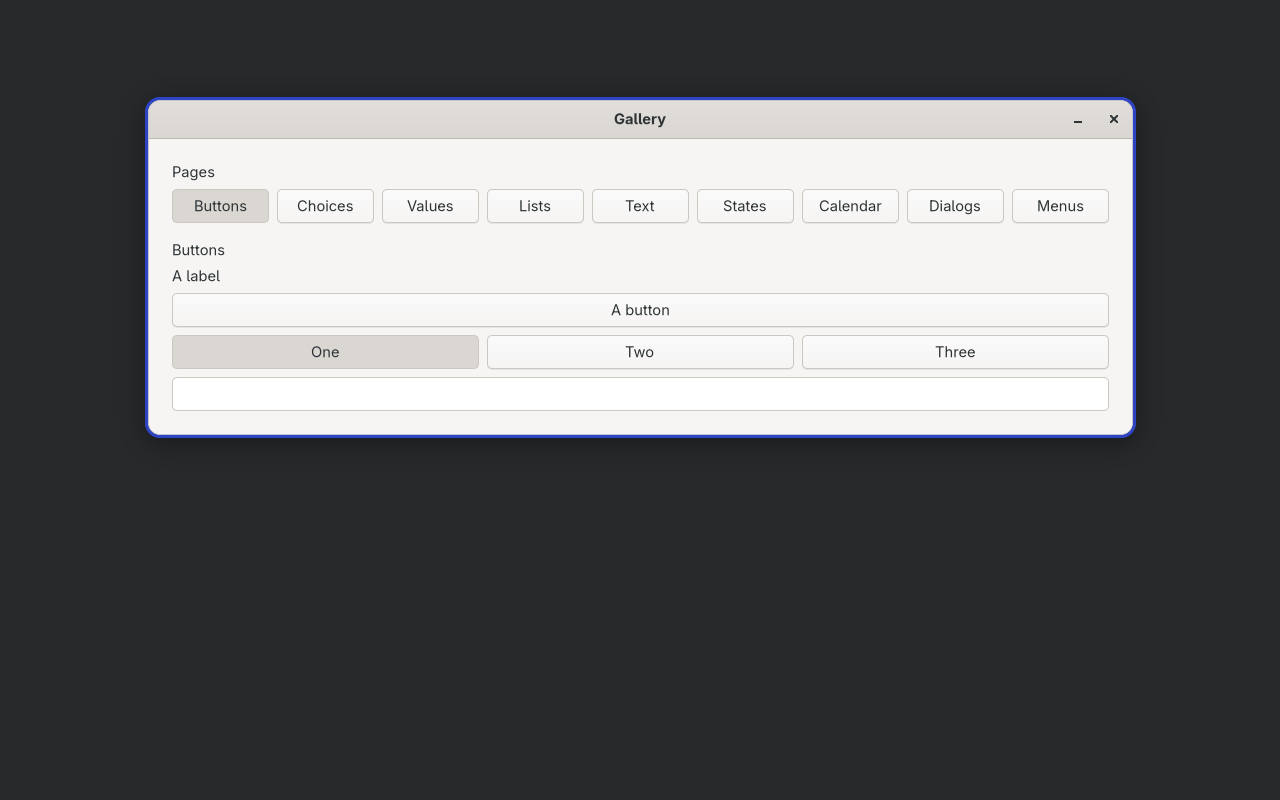 Gallery
Pages
Buttons Choices Values Lists Text States Calendar Dialogs Menus
Buttons
A label
A button
One Two Three